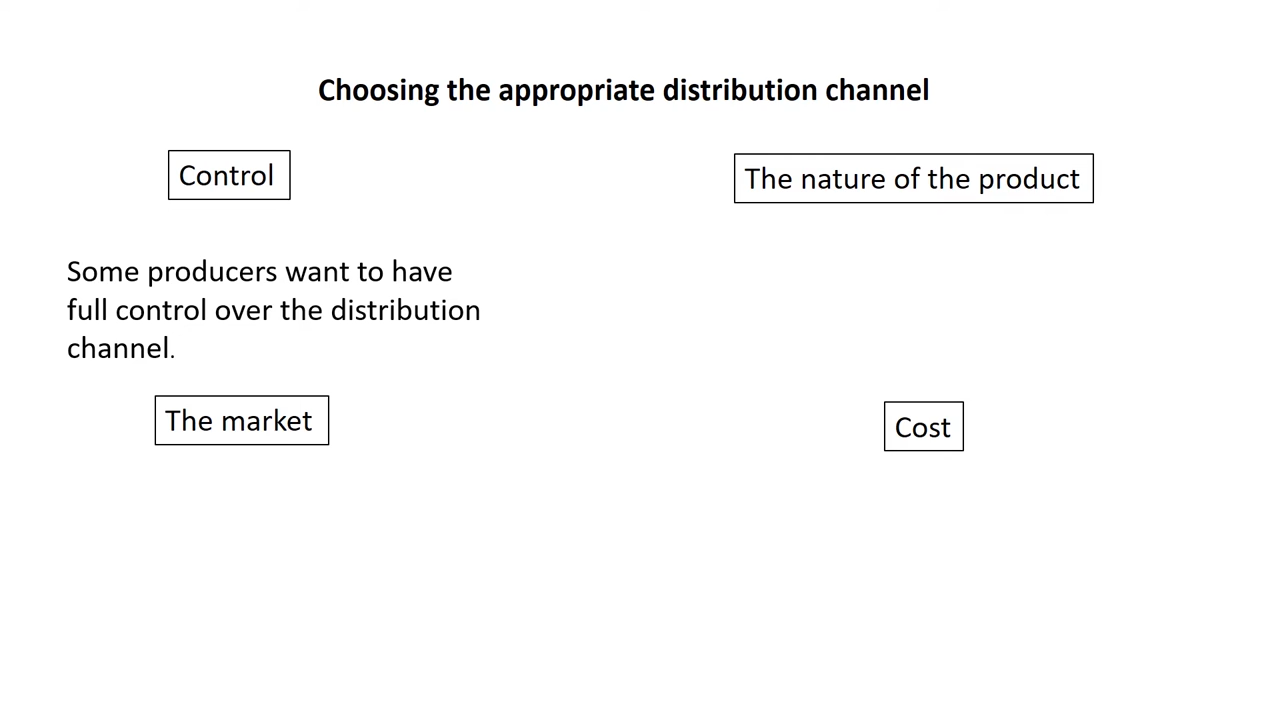 Choosing the appropriate distribution channel
Control
The nature of the product
Some producers want to have
full control over the distribution
channel.
The market
Cost